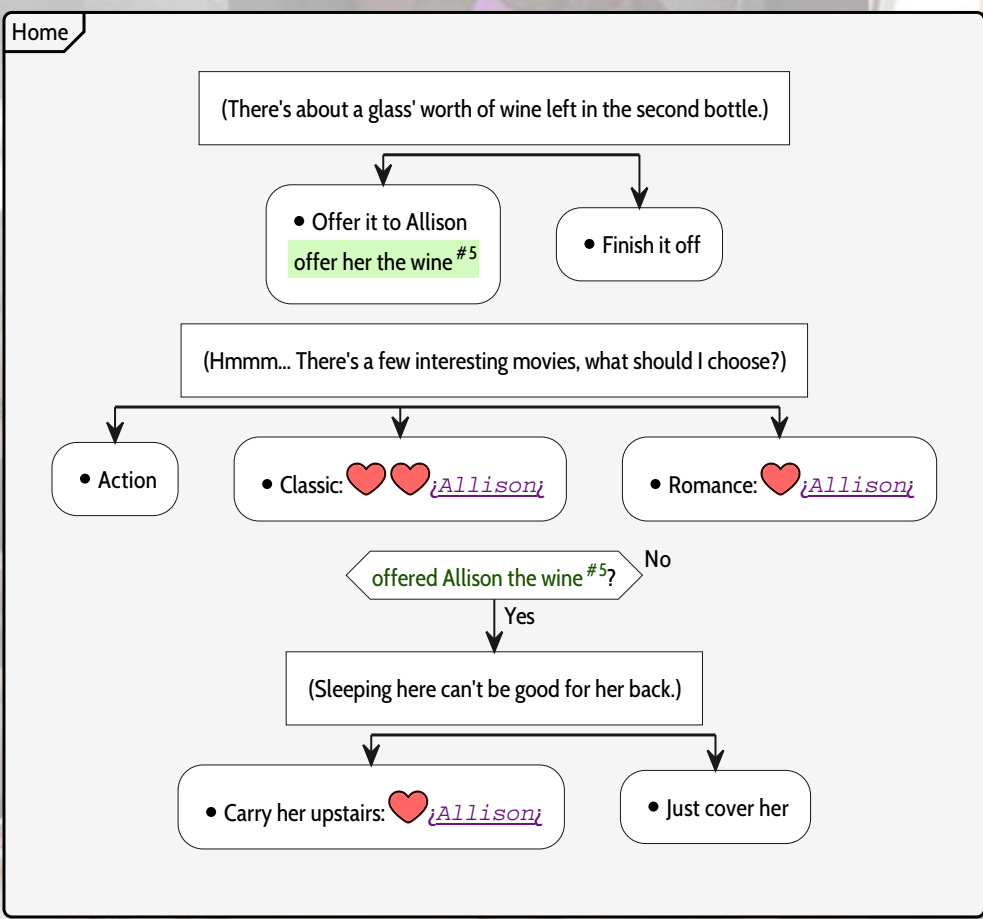 Home
(There's about a glass' worth of wine left in the second bottle.)
• Offer it to Allison
offer her the wine #5
• Finish it off
(Hmmm... There's a few interesting movies, what should I choose?)
• Action
• Classic: ¿Allison¿
• Romance: ¿Allison¿
offered Allison the wine #5?
No
Yes
(Sleeping here can't be good for her back.)
• Carry her upstairs: ¿Allison¿
• Just cover her